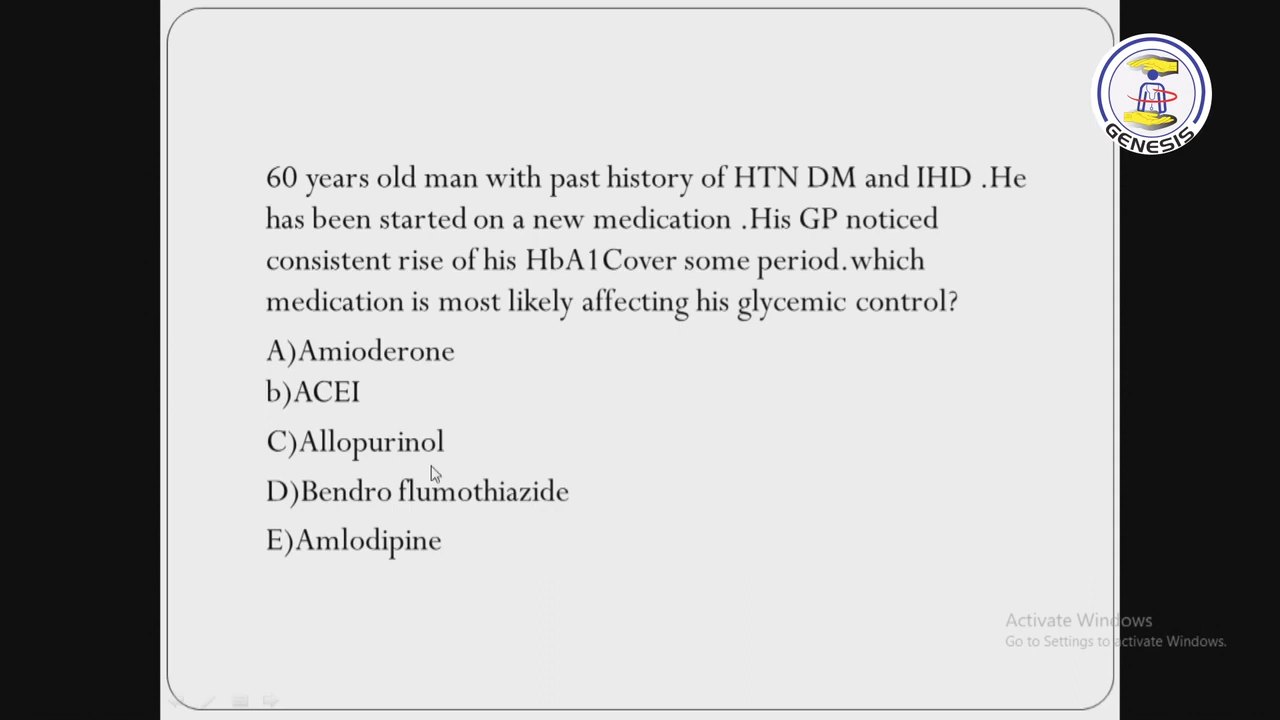 GENESIS
60 years old man with past history of HTN DM and IHD .He
has been started on a new medication .His GP noticed
consistent rise of his HbA1Cover some period.which
medication is most likely affecting his glycemic control?
A)Amioderone
b)ACEI
C)Allopurinol
D)Bendro flumothiazide
E)Amlodipine
Activate Windows
Go to Settings to activate Windows.